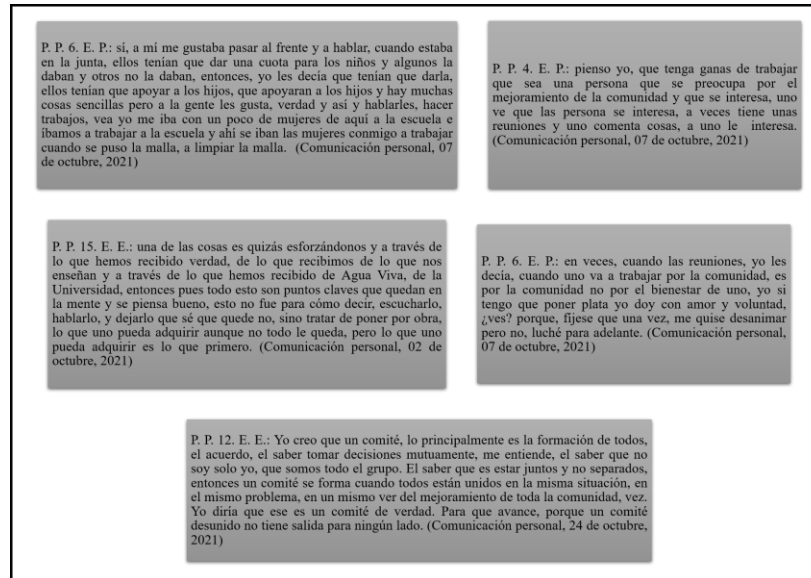 P. P. 6. E. P.: si, a mí me gustaba pasar al frente y a hablar, cuando estaba
en la junta, ellos tenían que dar una cuota para los niños y algunos la
daban y otros no la daban, entonces, yo les decía que tenían que darla,
ellos tenían que apoyar a los hijos, que apoyaran a los hijos y hay muchas
cosas sencillas pero a la gente les gusta, verdad y así y hablarles, hacer
trabajos, vea yo me iba con un poco de mujeres de aquí a la escuela e
íbamos a trabajar a la escuela y ahí se iban las mujeres conmigo a trabajar
cuando se puso la malla, a limpiar la malla. (Comunicación personal, 07
de octubre, 2021)
P. P. 4. E. P.: pienso yo, que tenga ganas de trabajar
que sea una persona que se preocupa por el
mejoramiento de la comunidad y que se interesa, uno
ve que las persona se interesa, a veces tiene unas
reuniones y uno comenta cosas, a uno le interesa.
(Comunicación personal, 07 de octubre, 2021)
P. P. 15. E. E.: una de las cosas es quizás esforzándonos y a través de
lo que hemos recibido verdad, de lo que recibimos de lo que nos
enseñan y a través de lo que hemos recibido de Agua Viva, de la
Universidad, entonces pues todo esto son puntos claves que quedan en
la mente y se piensa bueno, esto no fue para cómo decir, escucharlo,
hablarlo, y dejarlo que sé que quede no, sino tratar de poner por obra,
lo que uno pueda adquirir aunque no todo le queda, pero lo que uno
pueda adquirir es lo que primero. (Comunicación personal, 02 de
octubre, 2021)
P. P. 6. E. P.: en veces, cuando las reuniones, yo les
decía, cuando uno va a trabajar por la comunidad, es
por la comunidad no por el bienestar de uno, yo si
tengo que poner plata yo doy con amor y voluntad,
¿ves? porque, fíjese que una vez, me quise desanimar
pero no, luché para adelante. (Comunicación personal,
07 de octubre, 2021)
P. P. 12. E. E.: Yo creo que un comité, lo principalmente es la formación de todos,
el acuerdo, el saber tomar decisiones mutuamente, me entiende, el saber que no
soy solo yo, que somos todo el grupo. El saber que es estar juntos y no separados,
entonces un comité se forma cuando todos están unidos en la misma situación, en
el mismo problema, en un mismo ver del mejoramiento de toda la comunidad, vez.
Yo diría que ese es un comité de verdad. Para que avance, porque un comité
desunido no tiene salida para ningún lado. (Comunicación personal, 24 de octubre,
2021)